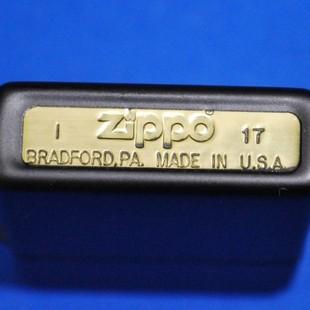 I zippo® 17
BRADFORD,PA. MADE IN U.S.A